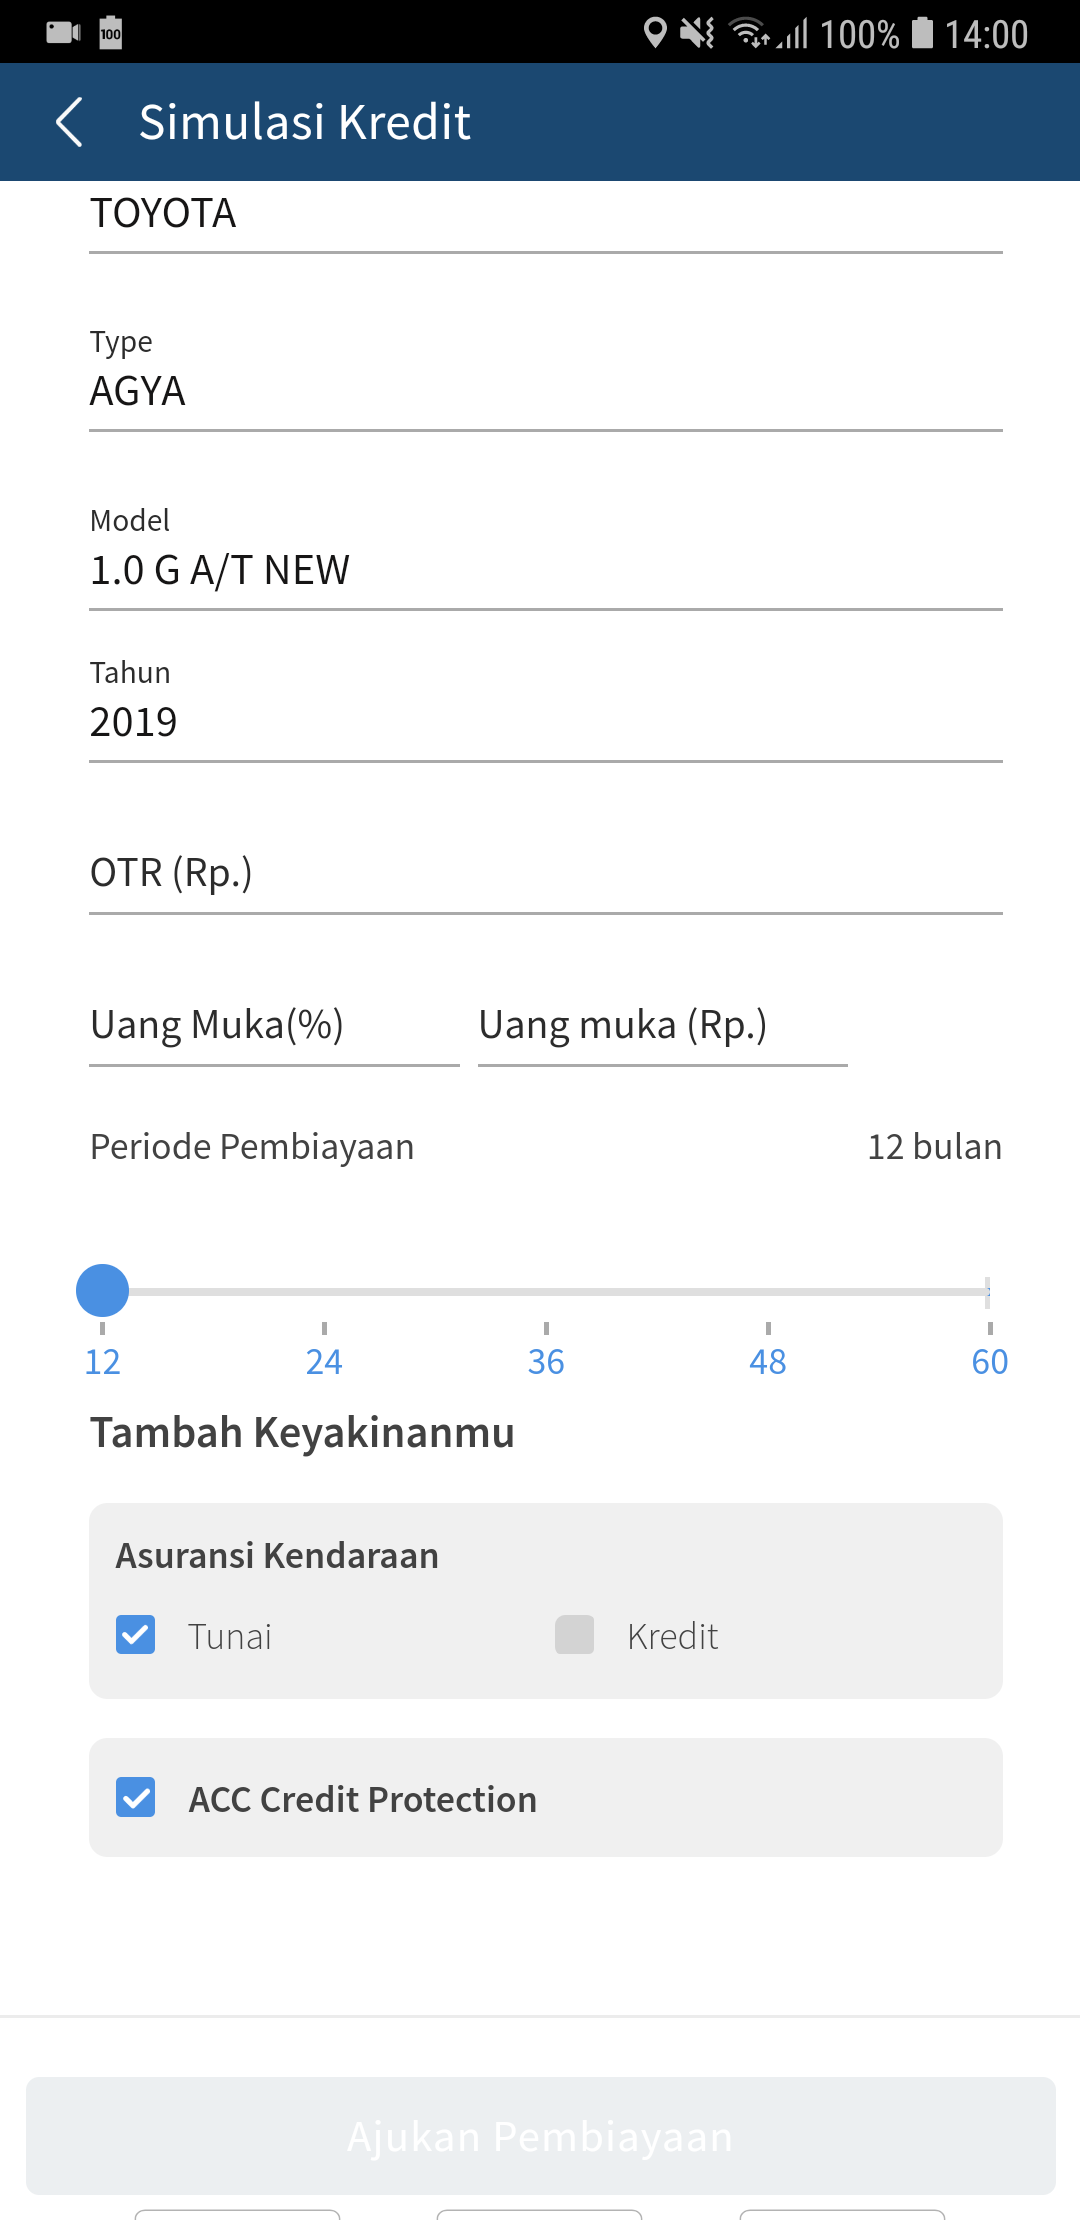 100 100% 14:00
Simulasi Kredit
TOYOTA
Type
AGYA
Model
1.0 G A/T NEW
Tahun
2019
OTR (Rp.)
Uang Muka(%) Uang muka (Rp.)
Periode Pembiayaan 12 bulan
12 24 36 48 60
Tambah Keyakinanmu
Asuransi Kendaraan
Tunai Kredit
ACC Credit Protection
Ajukan Pembiayaan